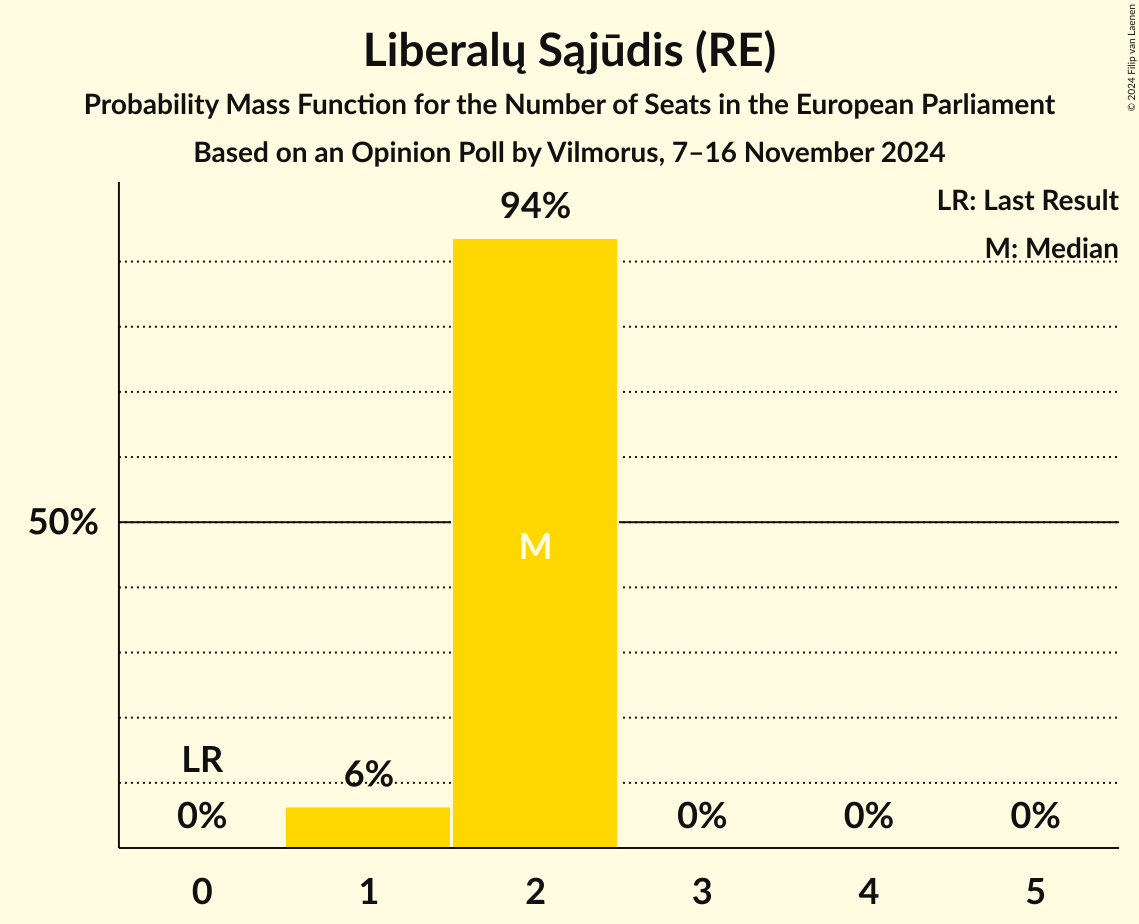 Liberalų Sąjūdis (RE)
Probability Mass Function for the Number of Seats in the European Parliament
Based on an Opinion Poll by Vilmorus, 7–16 November 2024
© 2024 Filip van Laenen
LR: Last Result
M: Median
94%
50%
M
LR
0%
6%
0%
0%
0%
0
1
2
3
4
5